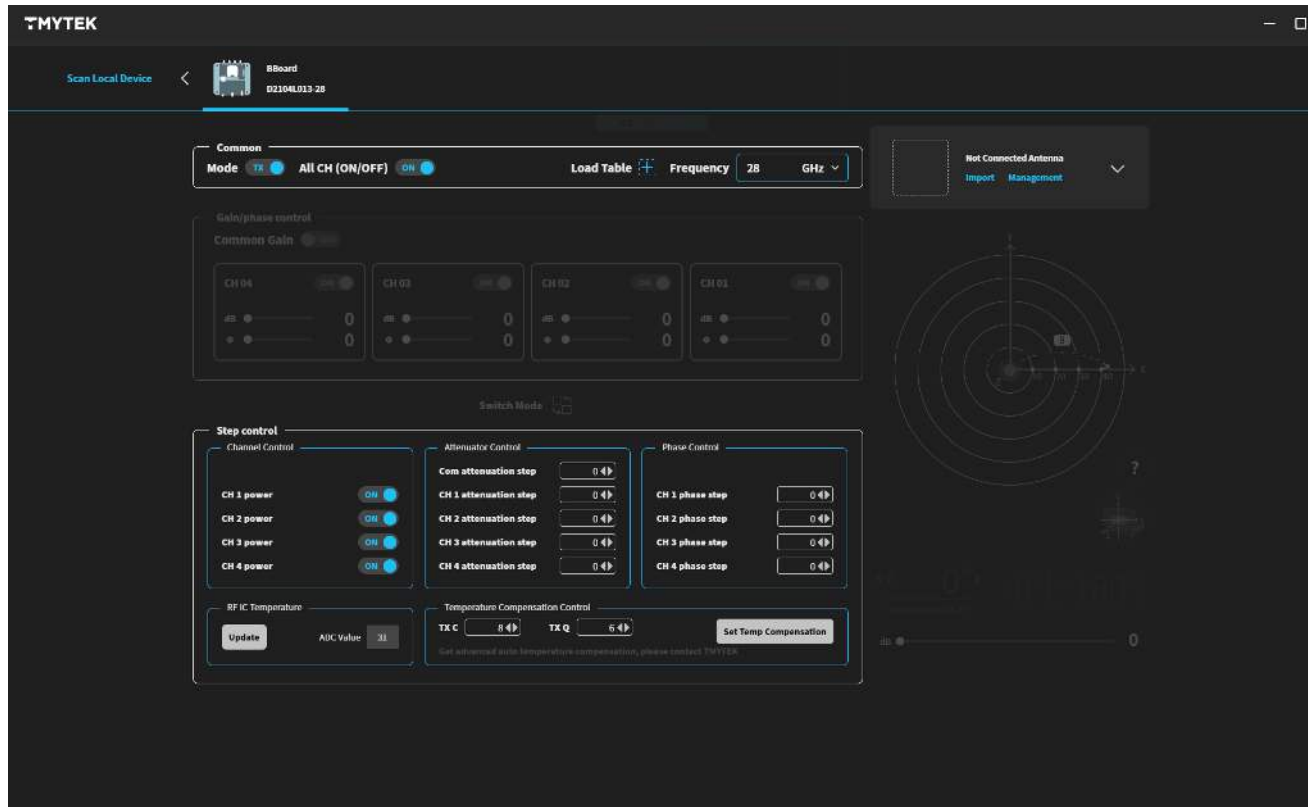 TMYTEK
Scan Local Device
BBoard
D2104L013-28
Common
Mode TX All CH (ON/OFF) ON Load Table Frequency 28 GHz
Not Connected Antenna
Import Management
Gain/phase control
Common Gain
CH 04 CH 03 CH 02 CH 01
dB 0 dB 0 dB 0 dB 0
0 0 0 0
Switch Mode
Step control
Channel Control
CH 1 power ON
CH 2 power ON
CH 3 power ON
CH 4 power ON
Attenuator Control
Com attenuation step 0
CH 1 attenuation step 0
CH 2 attenuation step 0
CH 3 attenuation step 0
CH 4 attenuation step 0
Phase Control
CH 1 phase step 0
CH 2 phase step 0
CH 3 phase step 0
CH 4 phase step 0
?
RF IC Temperature
Update ADC Value 31
Temperature Compensation Control
TX C 8 TX Q 6 Set Temp Compensation
Get advanced auto temperature compensation, please contact TMYTEK
dB 0